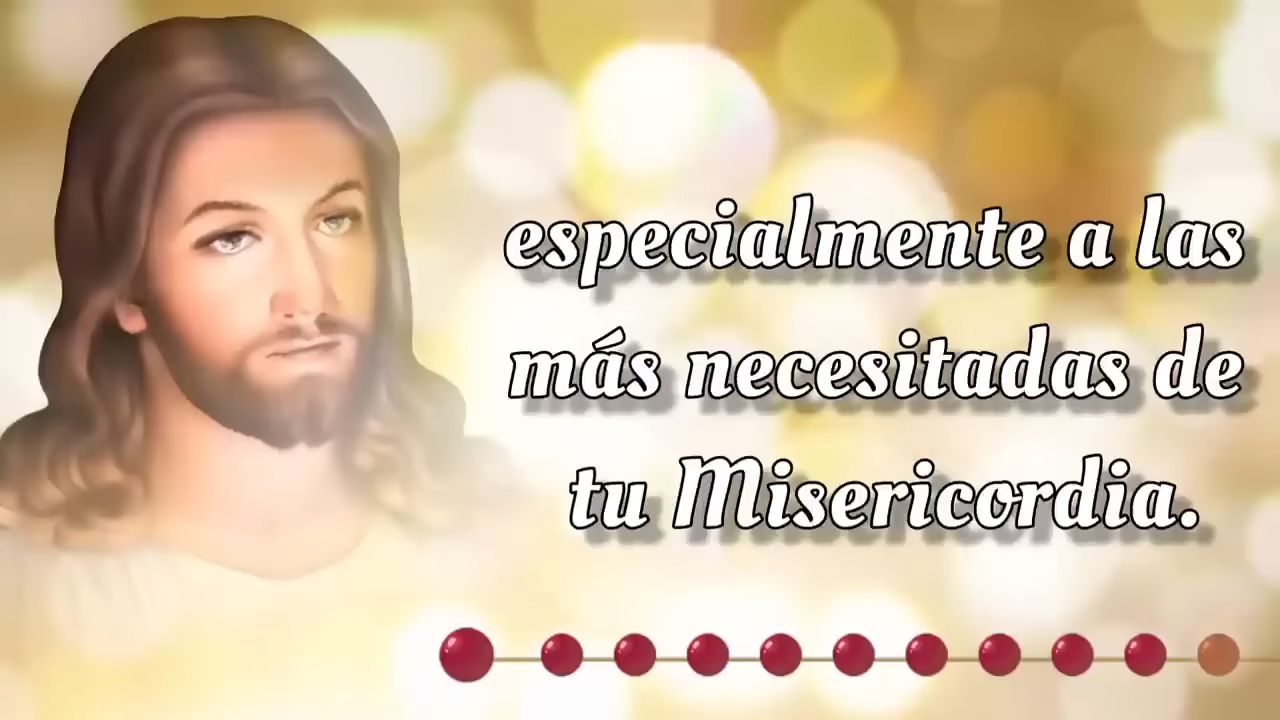 especialmente a las
más necesitadas de
tu Misericordia.